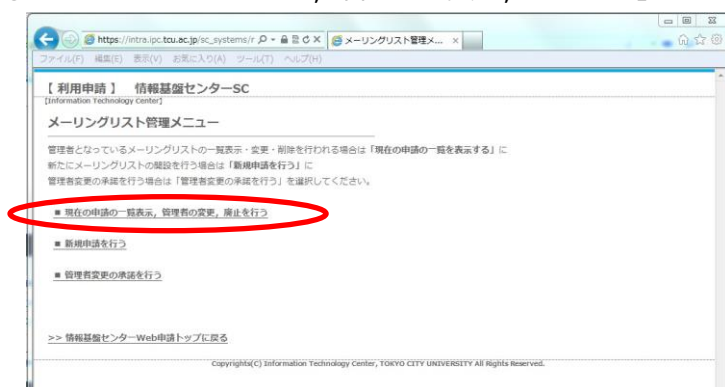 https://intra.ipc.tcu.ac.jp/sc_systems/r
メーリングリスト管理メ...
ファイル(F) 編集(E) 表示(V) お気に入り(A) ツール(T) ヘルプ(H)
【 利用申請 】 情報基盤センターSC
[Information Technology Center]
メーリングリスト管理メニュー
管理者となっているメーリングリストの一覧表示・変更・削除を行われる場合は「現在の申請の一覧を表示する」に
新たにメーリングリストの開設を行う場合は「新規申請を行う」に
管理者変更の承諾を行う場合は「管理者変更の承諾を行う」を選択してください。
■ 現在の申請の一覧表示，管理者の変更，廃止を行う
■ 新規申請を行う
■ 管理者変更の承諾を行う
>> 情報基盤センターWeb申請トップに戻る
Copyrights(C) Information Technology Center, TOKYO CITY UNIVERSITY All Rights Reserved.